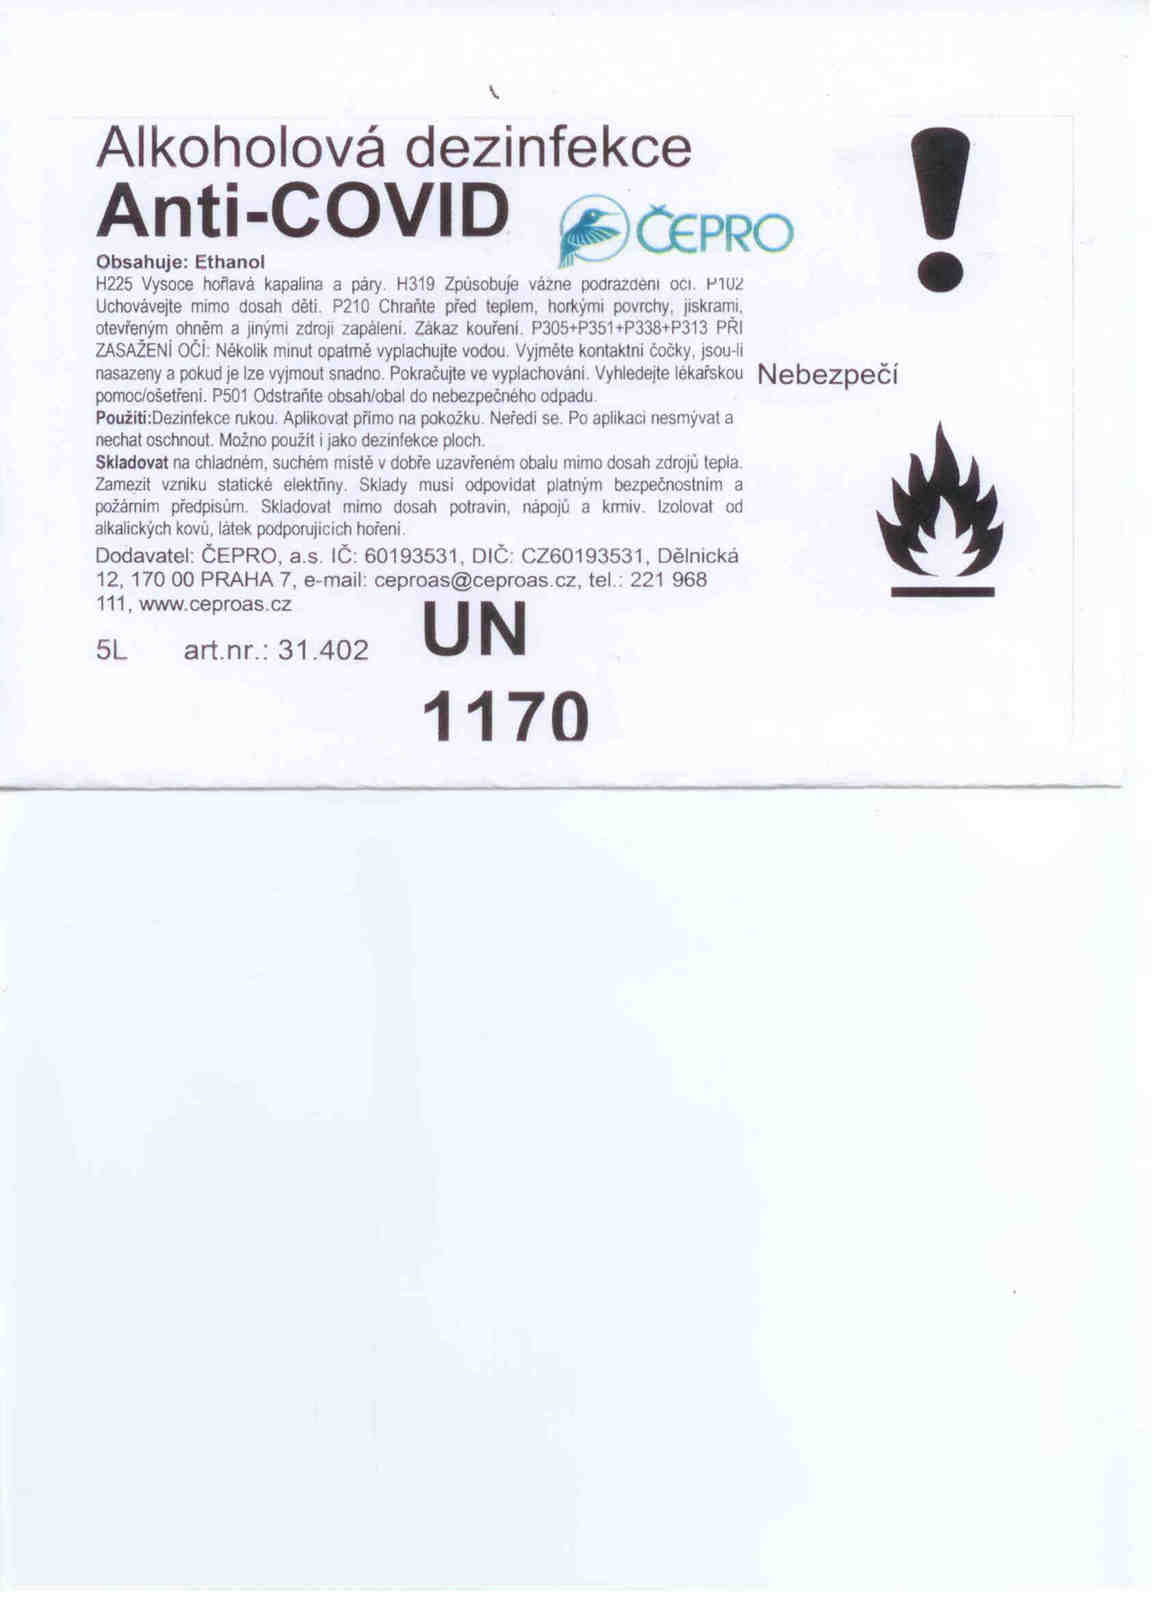 Alkoholová dezinfekce
Anti-COVID
ČEPRO
Obsahuje: Ethanol
H225 Vysoce hořlavá kapalina a páry. H319 Způsobuje vážné podráždění očí. P102
Uchovávejte mimo dosah dětí. P210 Chraňte před teplem, horkými povrchy, jiskrami,
otevřeným ohněm a jinými zdroji zapálení. Zákaz kouření. P305+P351+P338+P313 PŘI
ZASAŽENÍ OČÍ: Několik minut opatrně vyplachujte vodou. Vyjměte kontaktní čočky, jsou-li
nasazeny a pokud je lze vyjmout snadno. Pokračujte ve vyplachování. Vyhledejte lékařskou
pomoc/ošetření. P501 Odstraňte obsah/obal do nebezpečného odpadu.
Použití:Dezinfekce rukou. Aplikovat přímo na pokožku. Neředí se. Po aplikaci nesmývat a
nechat oschnout. Možno použít i jako dezinfekce ploch.
Skladovat na chladném, suchém místě v dobře uzavřeném obalu mimo dosah zdrojů tepla.
Zamezit vzniku statické elektřiny. Sklady musí odpovídat platným bezpečnostním a
požárním předpisům. Skladovat mimo dosah potravin, nápojů a krmiv. Izolovat od
alkalických kovů, látek podporujících hoření.
Dodavatel: ČEPRO, a.s. IČ: 60193531, DIČ: CZ60193531, Dělnická
12, 170 00 PRAHA 7, e-mail: ceproas@ceproas.cz, tel.: 221 968
111, www.ceproas.cz
5L art.nr.: 31.402
UN
1170
Nebezpečí